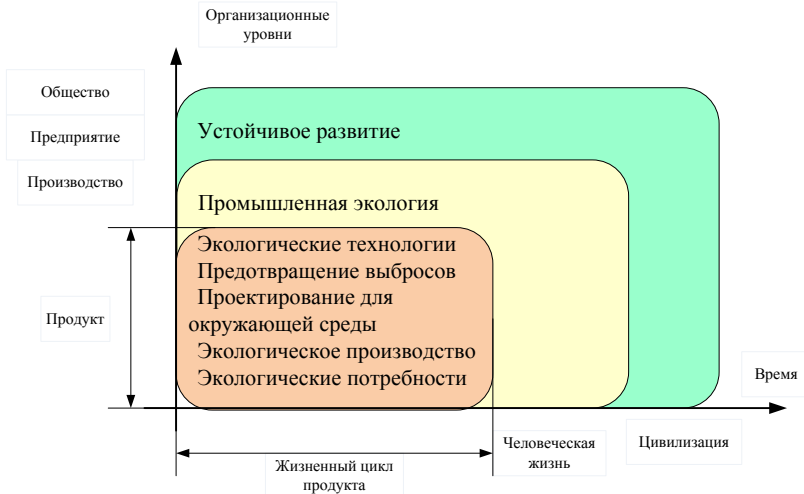 Организационные
уровни
Общество
Предприятие
Производство
Устойчивое развитие
Промышленная экология
Экологические технологии
Предотвращение выбросов
Проектирование для
окружающей среды
Экологическое производство
Экологические потребности
Продукт
Время
Жизненный цикл
продукта
Человеческая
жизнь
Цивилизация